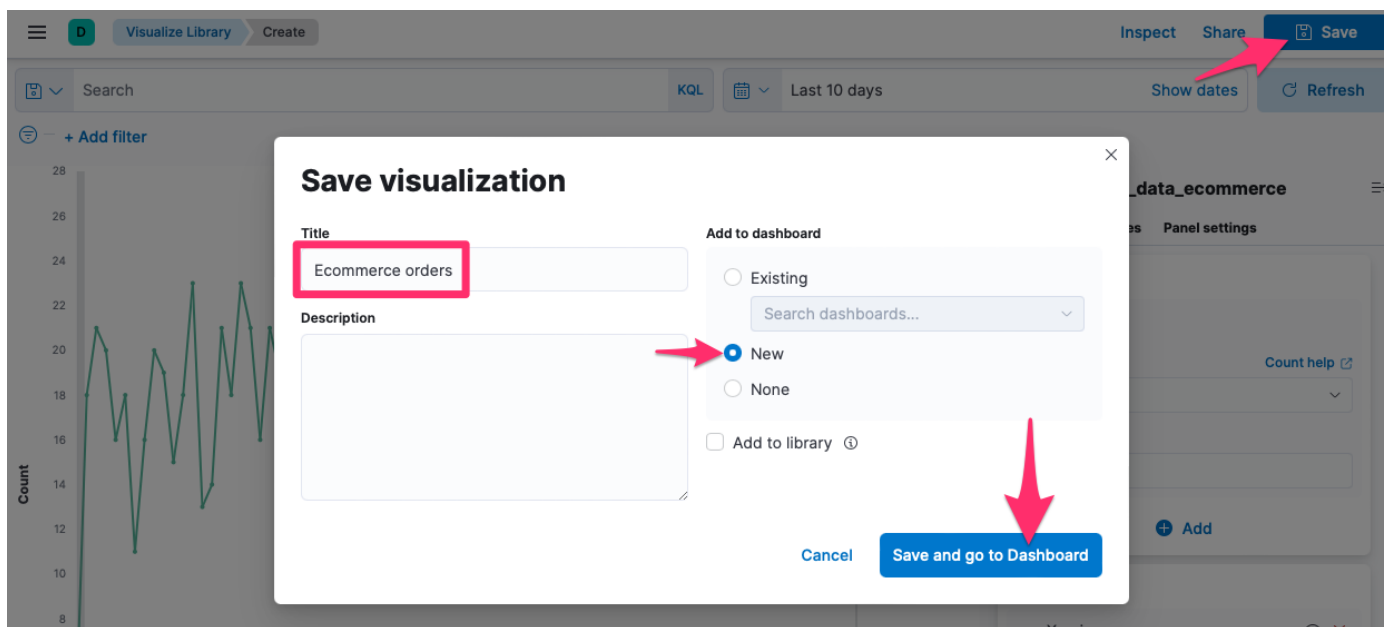 D Visualize Library Create Inspect Share Save
Search KQL Last 10 days Show dates Refresh
+ Add filter
28
26
24
22
20
18
16
14
12
10
8
Count
Save visualization
Title
Ecommerce orders
Description
Add to dashboard
Existing
Search dashboards...
New
None
Add to library
Cancel Save and go to Dashboard
_data_ecommerce
Panel settings
Count help
Add